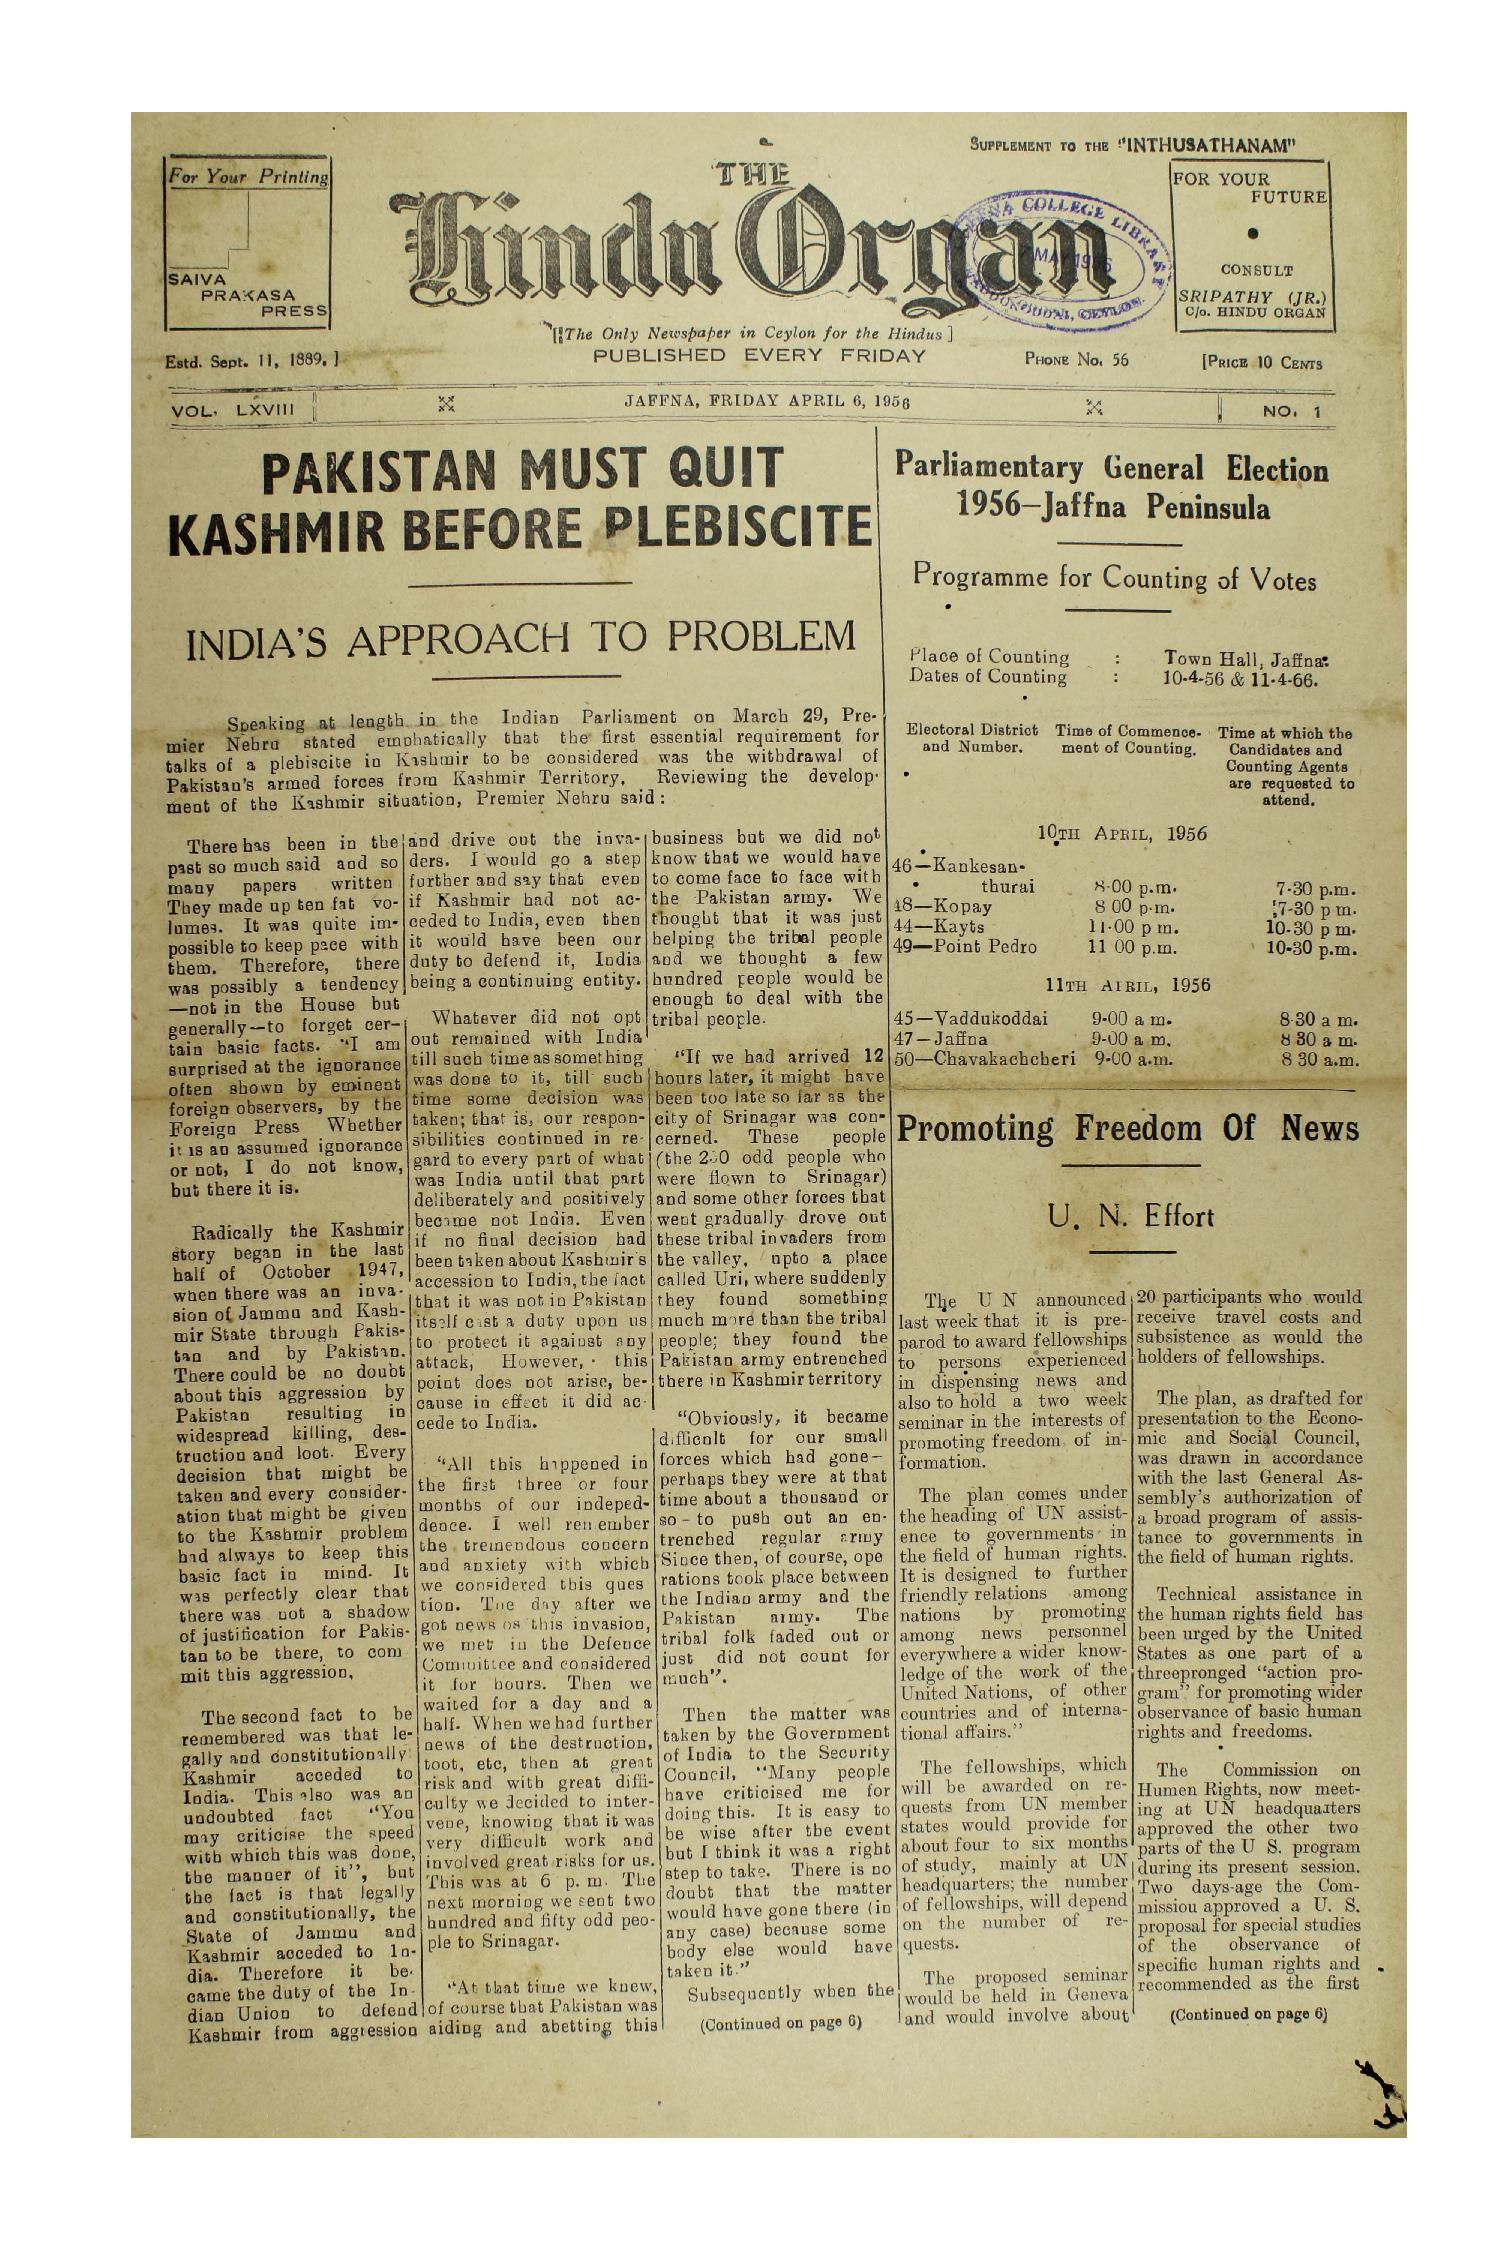 SUPPLEMENT TO THE "INTHUSATHANAM"
For Your Printing
SAIVA
PRAKASA
PRESS
THE
Hindu Organ
COLLEGE LIBRARY
MAY
CEYLON.
FOR YOUR
FUTURE
CONSULT
SRIPATHY (JR.)
C/o. HINDU ORGAN
[The Only Newspaper in Ceylon for the Hindus ]
Estd. Sept. 11, 1889. ]
PUBLISHED EVERY FRIDAY
PHONE No. 56
[PRICE 10 CENTS
VOL. LXVIII
JAFFNA, FRIDAY APRIL 6, 1956
NO. 1
PAKISTAN MUST QUIT
KASHMIR BEFORE PLEBISCITE
INDIA'S APPROACH TO PROBLEM
Speaking at length in the Indian Parliament on March 29, Pre-
mier Nehru stated emphatically that the first essential requirement for
talks of a plebiscite in Kashmir to be considered was the withdrawal of
Pakistan's armed forces from Kashmir Territory. Reviewing the develop-
ment of the Kashmir situation, Premier Nehru said:
There has been in the
past so much said and so
many papers written
They made up ten fat vo-
lumes. It was quite im-
possible to keep pace with
them. Therefore, there
was possibly a tendency
—not in the House but
generally—to forget cer-
tain basic facts. "I am
surprised at the ignorance
often shown by eminent
foreign observers, by the
Foreign Press Whether
it is an assumed ignorance
or not, I do not know,
but there it is.
Radically the Kashmir
story began in the last
half of October 1947,
when there was an inva-
sion of Jammu and Kash-
mir State through Pakis-
tan and by Pakistan.
There could be no doubt
about this aggression by
Pakistan resulting in
widespread killing, des-
truction and loot. Every
decision that might be
taken and every consider-
ation that might be given
to the Kashmir problem
had always to keep this
basic fact in mind. It
was perfectly clear that
there was not a shadow
of justification for Pakis-
tan to be there, to com
mit this aggression,
The second fact to be
remembered was that le-
gally and constitutionally
Kashmir acceded to
India. This also was an
undoubted fact "You
may criticise the speed
with which this was done,
the manner of it", but
the fact is that legally
and constitutionally, the
State of Jammu and
Kashmir acceded to In-
dia. Therefore it be-
came the duty of the In-
dian Union to defend
Kashmir from aggression
and drive out the inva-
ders. I would go a step
further and say that even
if Kashmir had not ac-
ceded to India, even then
it would have been our
duty to defend it, India
being a continuing entity.
Whatever did not opt
out remained with India
till such time as something
was done to it, till such
time some decision was
taken; that is, our respon-
sibilities continued in re-
gard to every part of what
was India until that part
deliberately and positively
became not India. Even
if no final decision had
been taken about Kashmir's
accession to India, the fact
that it was not in Pakistan
itself cast a duty upon us
to protect it against any
attack, However, this
point does not arise, be-
cause in effect it did ac-
cede to India.
"All this happened in
the first three or four
months of our indeped-
dence. I well remember
the tremendous concern
and anxiety with which
we considered this ques
tion. The day after we
got news os this invasion,
we met in the Defence
Committee and considered
it for hours. Then we
waited for a day and a
half. When we had further
news of the destruction,
toot, etc, then at great
risk and with great diffi-
culty we decided to inter-
vene, knowing that it was
very difficult work and
involved great risks for us.
This was at 6 p. m. The
next morning we sent two
hundred and fifty odd peo-
ple to Srinagar.
"At that time we knew,
of course that Pakistan was
aiding and abetting this
business but we did not
know that we would have
to come face to face with
the Pakistan army. We
thought that it was just
helping the tribal people
and we thought a few
hundred people would be
enough to deal with the
tribal people.
"If we had arrived 12
hours later, it might have
been too late so far as the
city of Srinagar was con-
cerned. These people
(the 250 odd people who
were flown to Srinagar)
and some other forces that
went gradually drove out
these tribal invaders from
the valley, upto a place
called Uri, where suddenly
they found something
much more than the tribal
people; they found the
Pakistan army entrenched
there in Kashmir territory
"Obviously, it became
difficnlt for our small
forces which had gone—
perhaps they were at that
time about a thousand or
so - to push out an en-
trenched regular army
Since then, of course, ope
rations took place between
the Indian army and the
Pakistan army. The
tribal folk faded out or
just did not count for
much".
Then the matter was
taken by the Government
of India to the Security
Council, "Many people
have criticised me for
doing this. It is easy to
be wise after the event
but I think it was a right
step to take. There is no
doubt that the matter
would have gone there (in
any case) because some
body else would have
taken it."
Subsequently when the
(Continued on page 6)
Parliamentary General Election
1956—Jaffna Peninsula
Programme for Counting of Votes
Place of Counting : Town Hall, Jaffna.
Dates of Counting : 10-4-56 & 11-4-66.
Electoral District and Number.
Time of Commence-ment of Counting.
Time at which the
Candidates and
Counting Agents
are requested to
attend.
10TH APRIL, 1956
46—Kankesan-
thurai 8-00 p.m. 7-30 p.m.
48—Kopay 8 00 p.m. 7-30 p m.
44—Kayts 11-00 p m. 10-30 p m.
49—Point Pedro 11 00 p.m. 10-30 p.m.
11TH APRIL, 1956
45—Vaddukoddai 9-00 a m. 8-30 a m.
47—Jaffna 9-00 a m. 8 30 a m.
50—Chavakachcheri 9-00 a.m. 8 30 a.m.
Promoting Freedom Of News
U. N. Effort
The U N announced
last week that it is pre-
parod to award fellowships
to persons experienced
in dispensing news and
also to hold a two week
seminar in the interests of
promoting freedom of in-
formation.
The plan comes under
the heading of UN assist-
ence to governments in
the field of human rights.
It is designed to further
friendly relations among
nations by promoting
among news personnel
everywhere a wider know-
ledge of the work of the
United Nations, of other
countries and of interna-
tional affairs."
The fellowships, which
will be awarded on re-
quests from UN member
states would provide for
about four to six months
of study, mainly at UN
headquarters; the number
of fellowships, will depend
on the number of re-
quests.
The proposed seminar
would be held in Geneva
and would involve about
20 participants who would
receive travel costs and
subsistence as would the
holders of fellowships.
The plan, as drafted for
presentation to the Econo-
mic and Social Council,
was drawn in accordance
with the last General As-
sembly's authorization of
a broad program of assis-
tance to governments in
the field of human rights.
Technical assistance in
the human rights field has
been urged by the United
States as one part of a
threepronged "action pro-
gram" for promoting wider
observance of basic human
rights and freedoms.
The Commission on
Humen Rights, now meet-
ing at UN headquarters
approved the other two
parts of the U S. program
during its present session.
Two days-age the Com-
missiou approved a U. S.
proposal for special studies
of the observance of
specific human rights and
recommended as the first
(Continued on page 6)